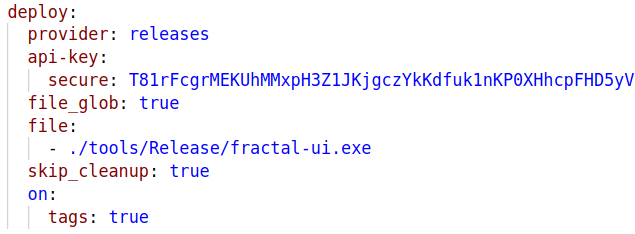 deploy:
provider: releases
api-key:
secure: T81rFcgrMEKUhMMxpH3Z1JKjgczYkKdfuk1nKP0XHhcpFHD5yV
file_glob: true
file:
- ./tools/Release/fractal-ui.exe
skip_cleanup: true
on:
tags: true